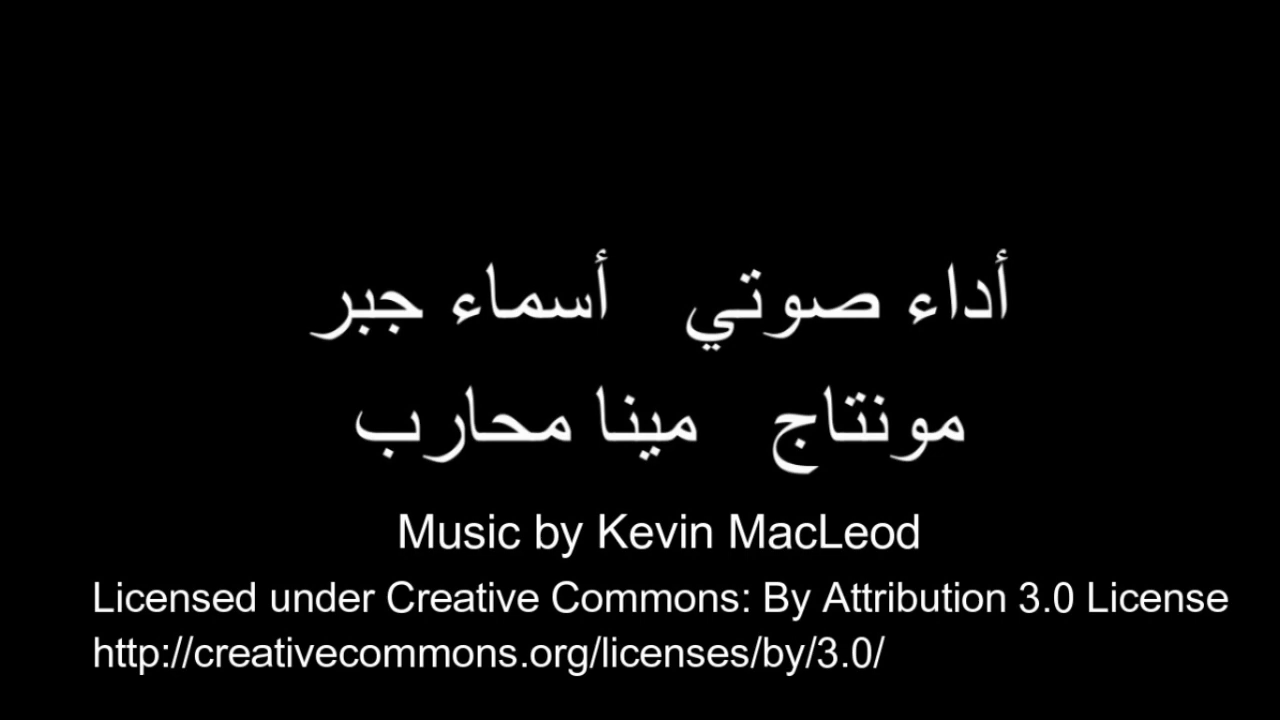 أداء صوتي أسماء جبر
مونتاج مينا محارب
Music by Kevin MacLeod
Licensed under Creative Commons: By Attribution 3.0 License
http://creativecommons.org/licenses/by/3.0/